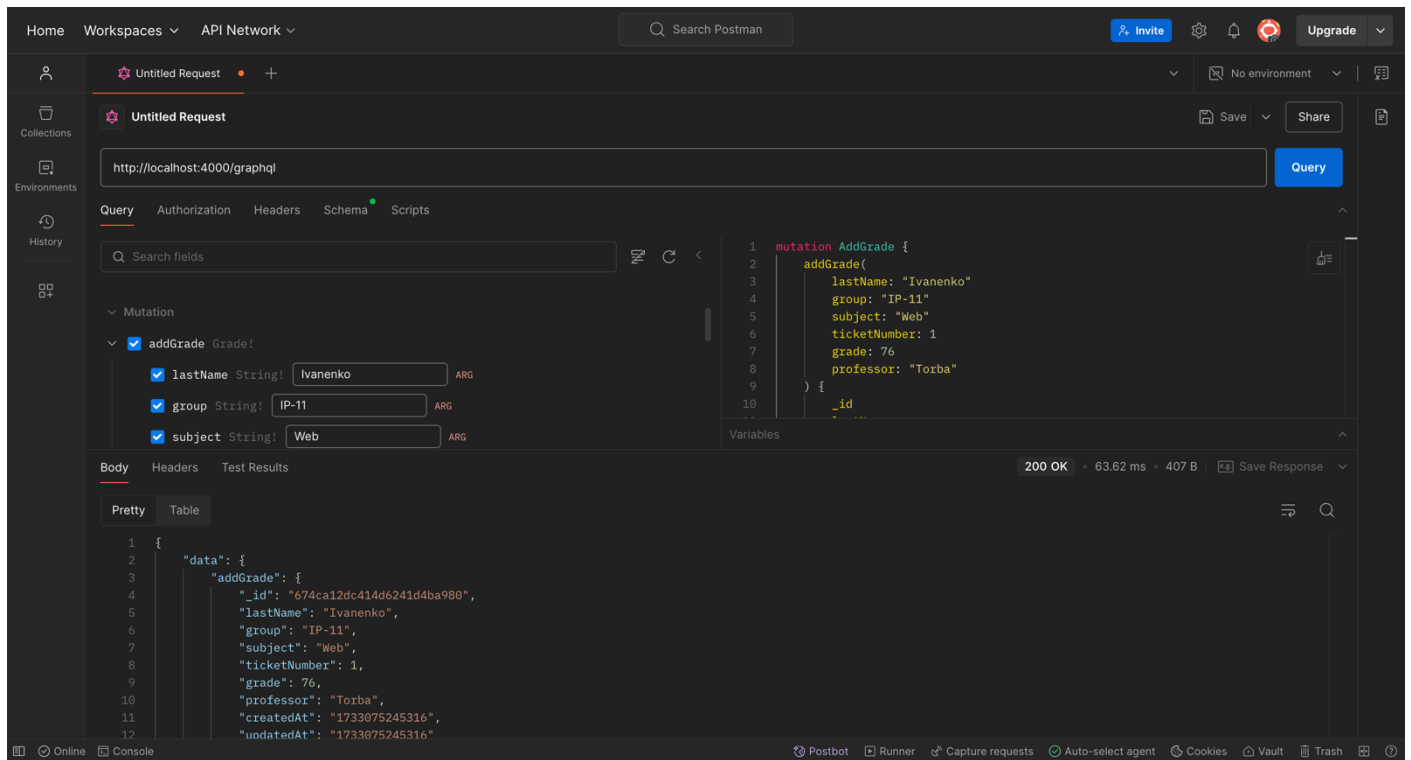 Home Workspaces API Network Search Postman Invite Upgrade
Untitled Request No environment
Collections
Environments
History
Untitled Request Save Share
http://localhost:4000/graphql Query
Query Authorization Headers Schema Scripts
Search fields
Mutation
addGrade Grade!
lastName String! Ivanenko ARG
group String! IP-11 ARG
subject String! Web ARG
1 mutation AddGrade {
2 addGrade(
3 lastName: "Ivanenko"
4 group: "IP-11"
5 subject: "Web"
6 ticketNumber: 1
7 grade: 76
8 professor: "Torba"
9 ) {
10 _id
Variables
Body Headers Test Results 200 OK 63.62 ms 407 B Save Response
Pretty Table
1 {
2 "data": {
3 "addGrade": {
4 "_id": "674ca12dc414d6241d4ba980",
5 "lastName": "Ivanenko",
6 "group": "IP-11",
7 "subject": "Web",
8 "ticketNumber": 1,
9 "grade": 76,
10 "professor": "Torba",
11 "createdAt": "1733075245316",
12 "updatedAt": "1733075245316"
Online Console Postbot Runner Capture requests Auto-select agent Cookies Vault Trash